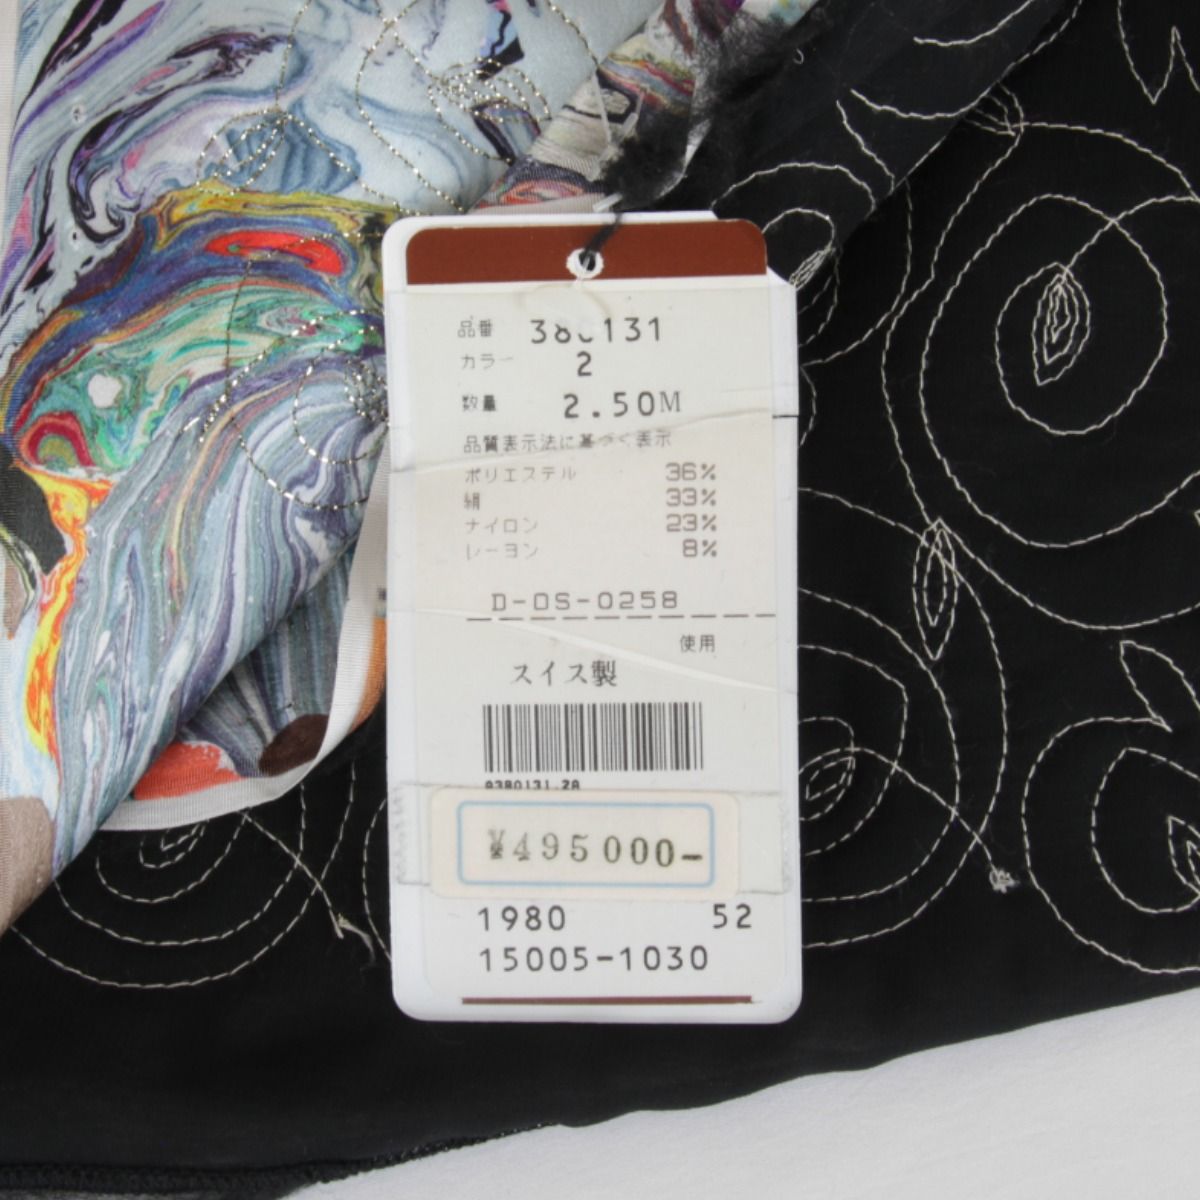 品番 380131
カラー 2
数量 2.50M
品質表示法に基づく表示
ポリエステル 36%
絹 33%
ナイロン 23%
レーヨン 8%
D-DS-0258
使用
スイス製
A380131.2A
¥495000-
1980 52
15005-1030